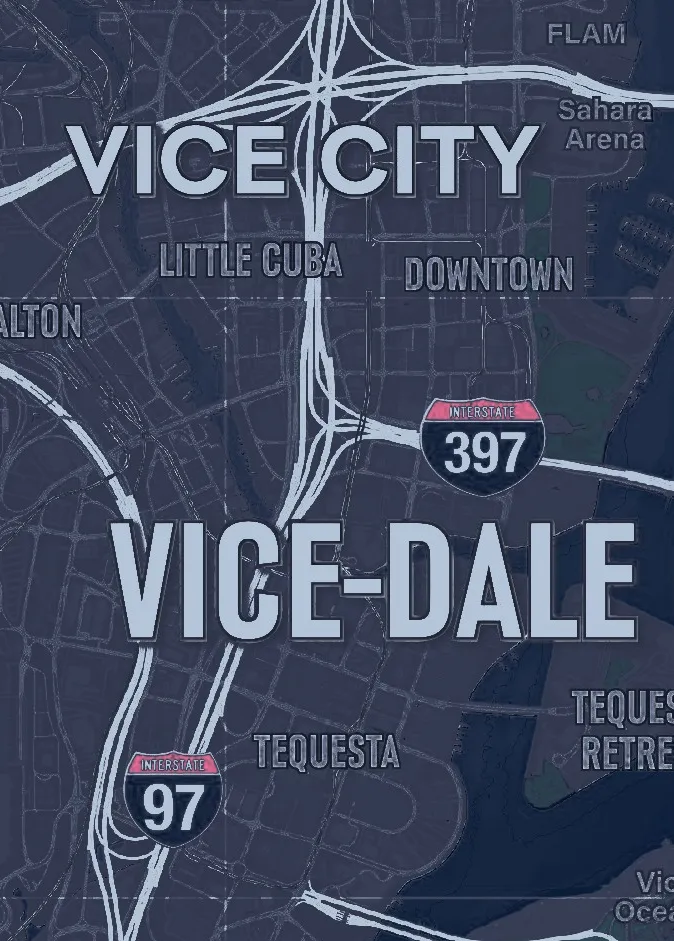 FLAM
Sahara
Arena
VICE CITY
LITTLE CUBA
DOWNTOWN
ALTON
INTERSTATE
397
VICE-DALE
TEQUES
RETRE
TEQUESTA
INTERSTATE
97
Vic
Ocea